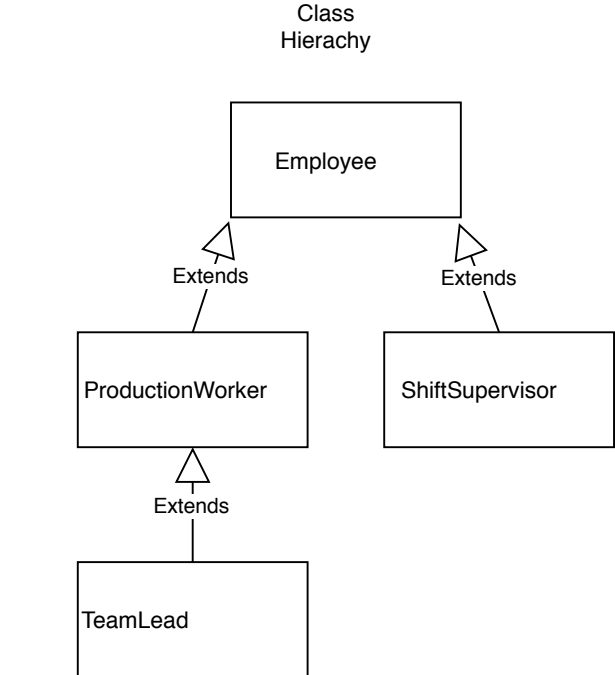 Class
Hierachy
Employee
Extends
Extends
ProductionWorker
ShiftSupervisor
Extends
TeamLead